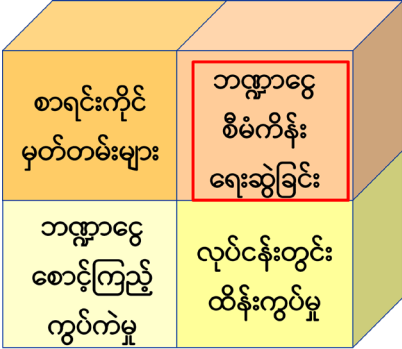 စာရင်းကိုင်
မှတ်တမ်းများ
ဘဏ္ဍာငွေ
စီမံကိန်း
ရေးဆွဲခြင်း
ဘဏ္ဍာငွေ
စောင့်ကြည့်
ကွပ်ကဲမှု
လုပ်ငန်းတွင်း
ထိန်းကွပ်မှု